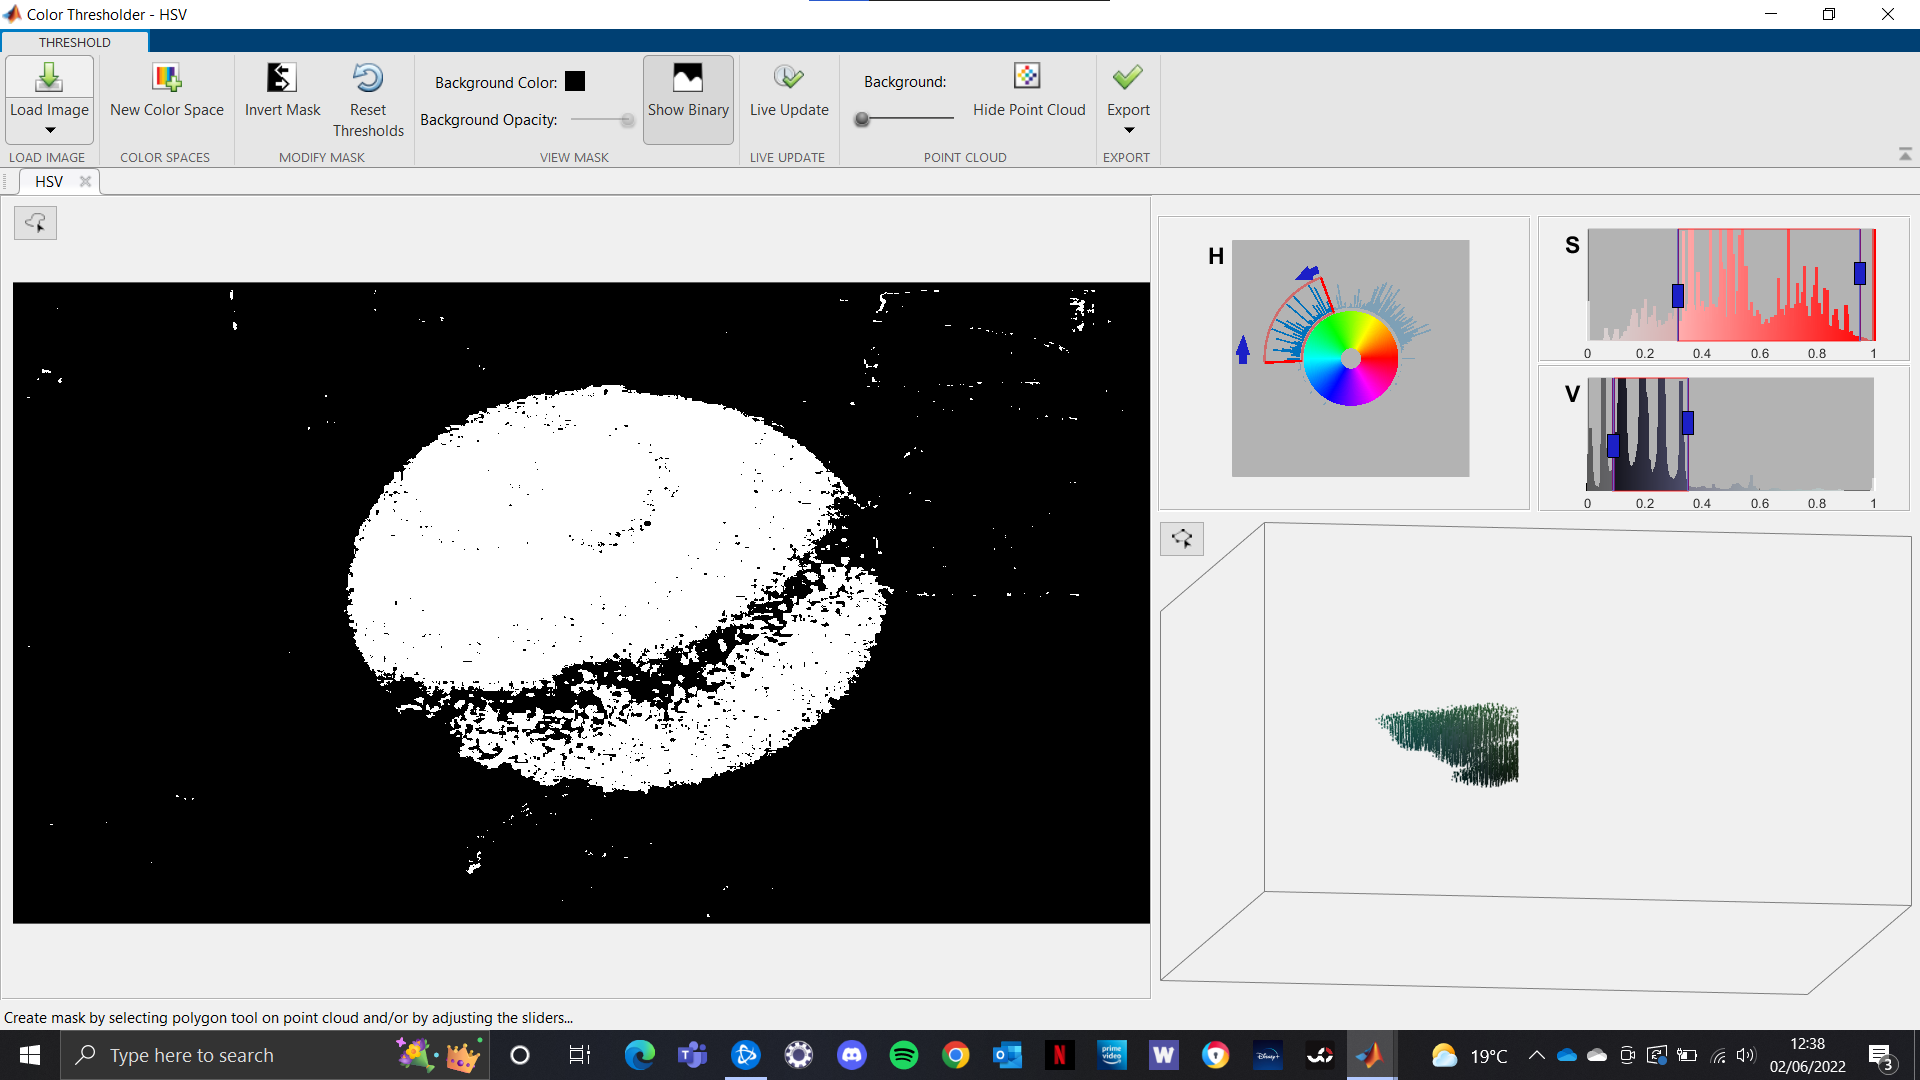 Color Thresholder - HSV
THRESHOLD
Load Image
New Color Space
Invert Mask
Reset
Thresholds
Background Color:
Background Opacity:
Show Binary
Live Update
Background:
Hide Point Cloud
Export
LOAD IMAGE
COLOR SPACES
MODIFY MASK
VIEW MASK
LIVE UPDATE
POINT CLOUD
EXPORT
HSV
H
S
0 0.2 0.4 0.6 0.8 1
V
0 0.2 0.4 0.6 0.8 1
Create mask by selecting polygon tool on point cloud and/or by adjusting the sliders...
Type here to search
N
prime
video
W
Disney+
19°C
12:38
02/06/2022
3